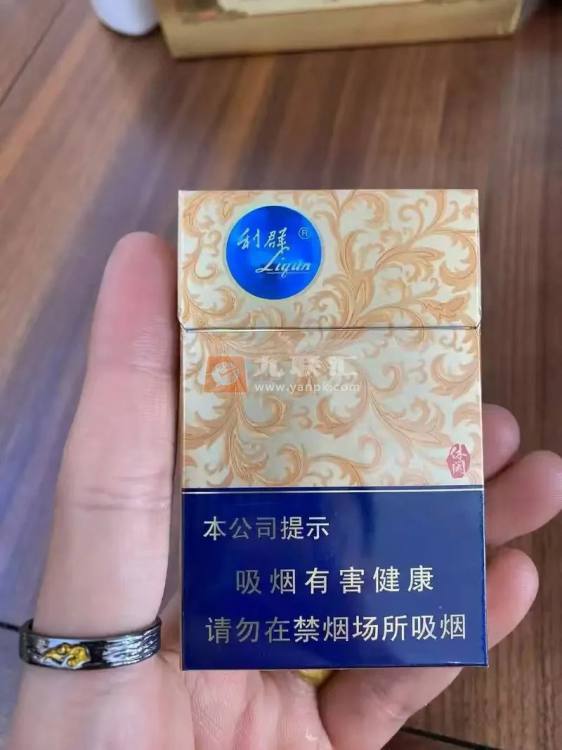 利群®
Liqun
九联汇
www.yanpk.com
休闲
本公司提示
吸烟有害健康
请勿在禁烟场所吸烟